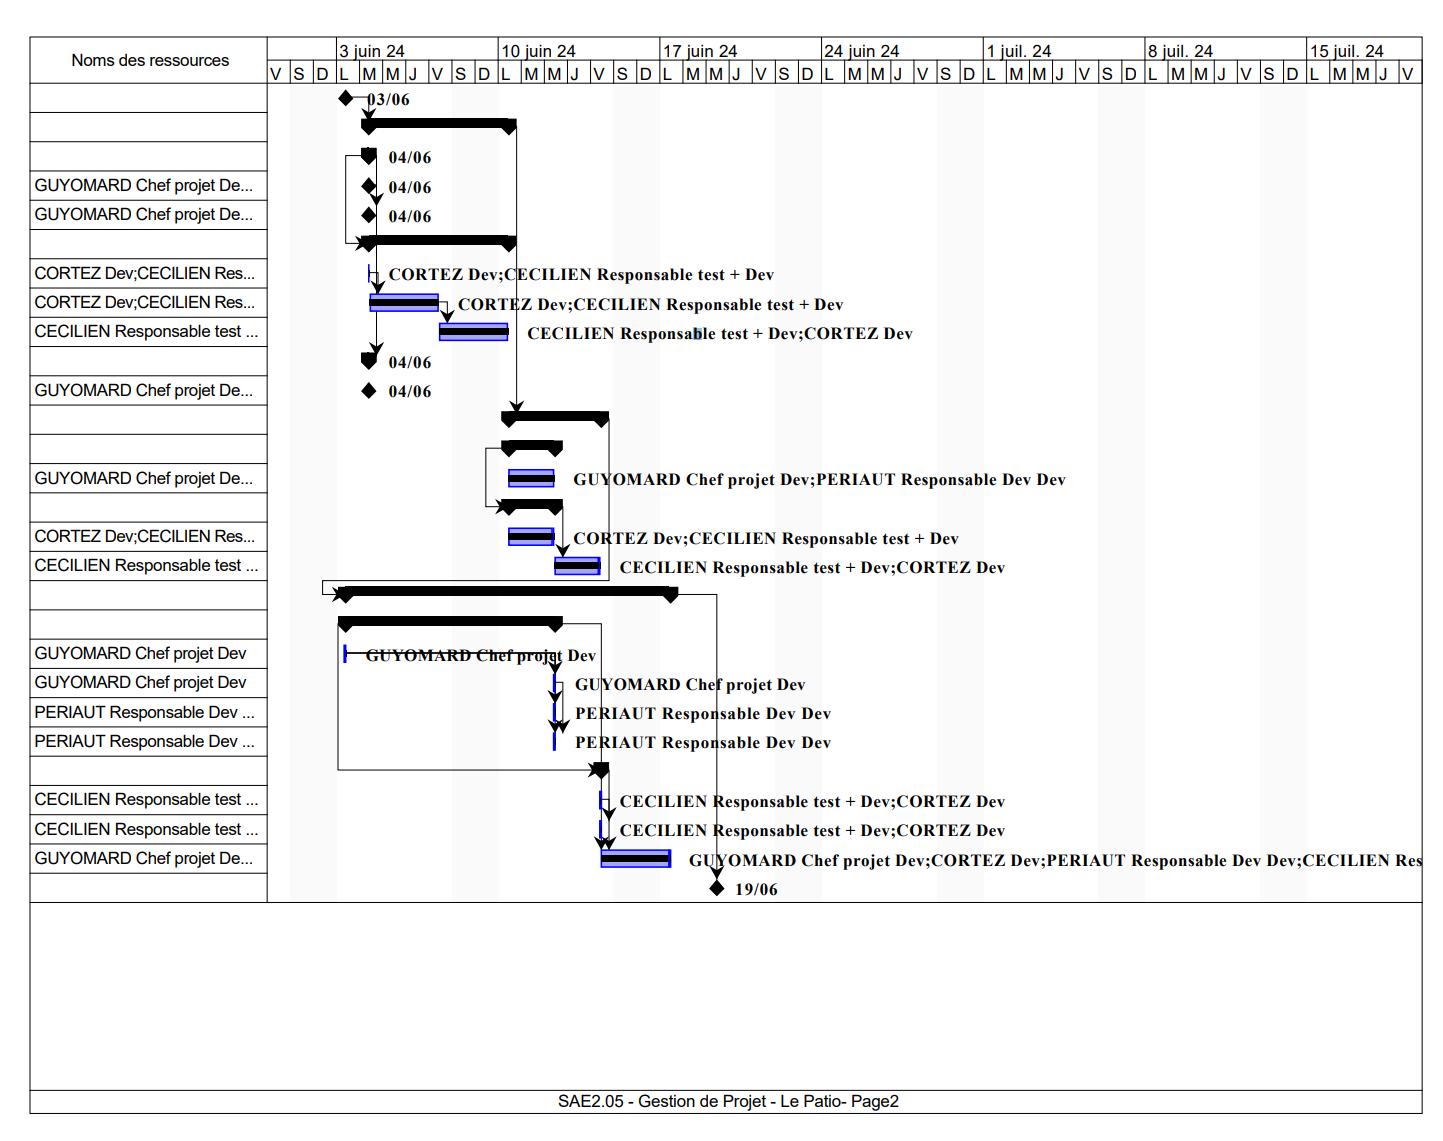 Noms des ressources
3 juin 24 10 juin 24 17 juin 24 24 juin 24 1 juil. 24 8 juil. 24 15 juil. 24
V S D L M M J V S D L M M J V S D L M M J V S D L M M J V S D L M M J V S D L M M J V S D L M M J V
03/06
04/06
GUYOMARD Chef projet De... 04/06
GUYOMARD Chef projet De... 04/06
CORTEZ Dev;CECILIEN Res... CORTEZ Dev;CECILIEN Responsable test + Dev
CORTEZ Dev;CECILIEN Res... CORTEZ Dev;CECILIEN Responsable test + Dev
CECILIEN Responsable test ... CECILIEN Responsable test + Dev;CORTEZ Dev
04/06
GUYOMARD Chef projet De... 04/06
GUYOMARD Chef projet De... GUYOMARD Chef projet Dev;PERIAUT Responsable Dev Dev
CORTEZ Dev;CECILIEN Res... CORTEZ Dev;CECILIEN Responsable test + Dev
CECILIEN Responsable test ... CECILIEN Responsable test + Dev;CORTEZ Dev
GUYOMARD Chef projet Dev GUYOMARD Chef projet Dev
GUYOMARD Chef projet Dev GUYOMARD Chef projet Dev
PERIAUT Responsable Dev ... PERIAUT Responsable Dev Dev
PERIAUT Responsable Dev ... PERIAUT Responsable Dev Dev
CECILIEN Responsable test ... CECILIEN Responsable test + Dev;CORTEZ Dev
CECILIEN Responsable test ... CECILIEN Responsable test + Dev;CORTEZ Dev
GUYOMARD Chef projet De... GUYOMARD Chef projet Dev;CORTEZ Dev;PERIAUT Responsable Dev Dev;CECILIEN Res
19/06
SAE2.05 - Gestion de Projet - Le Patio- Page2